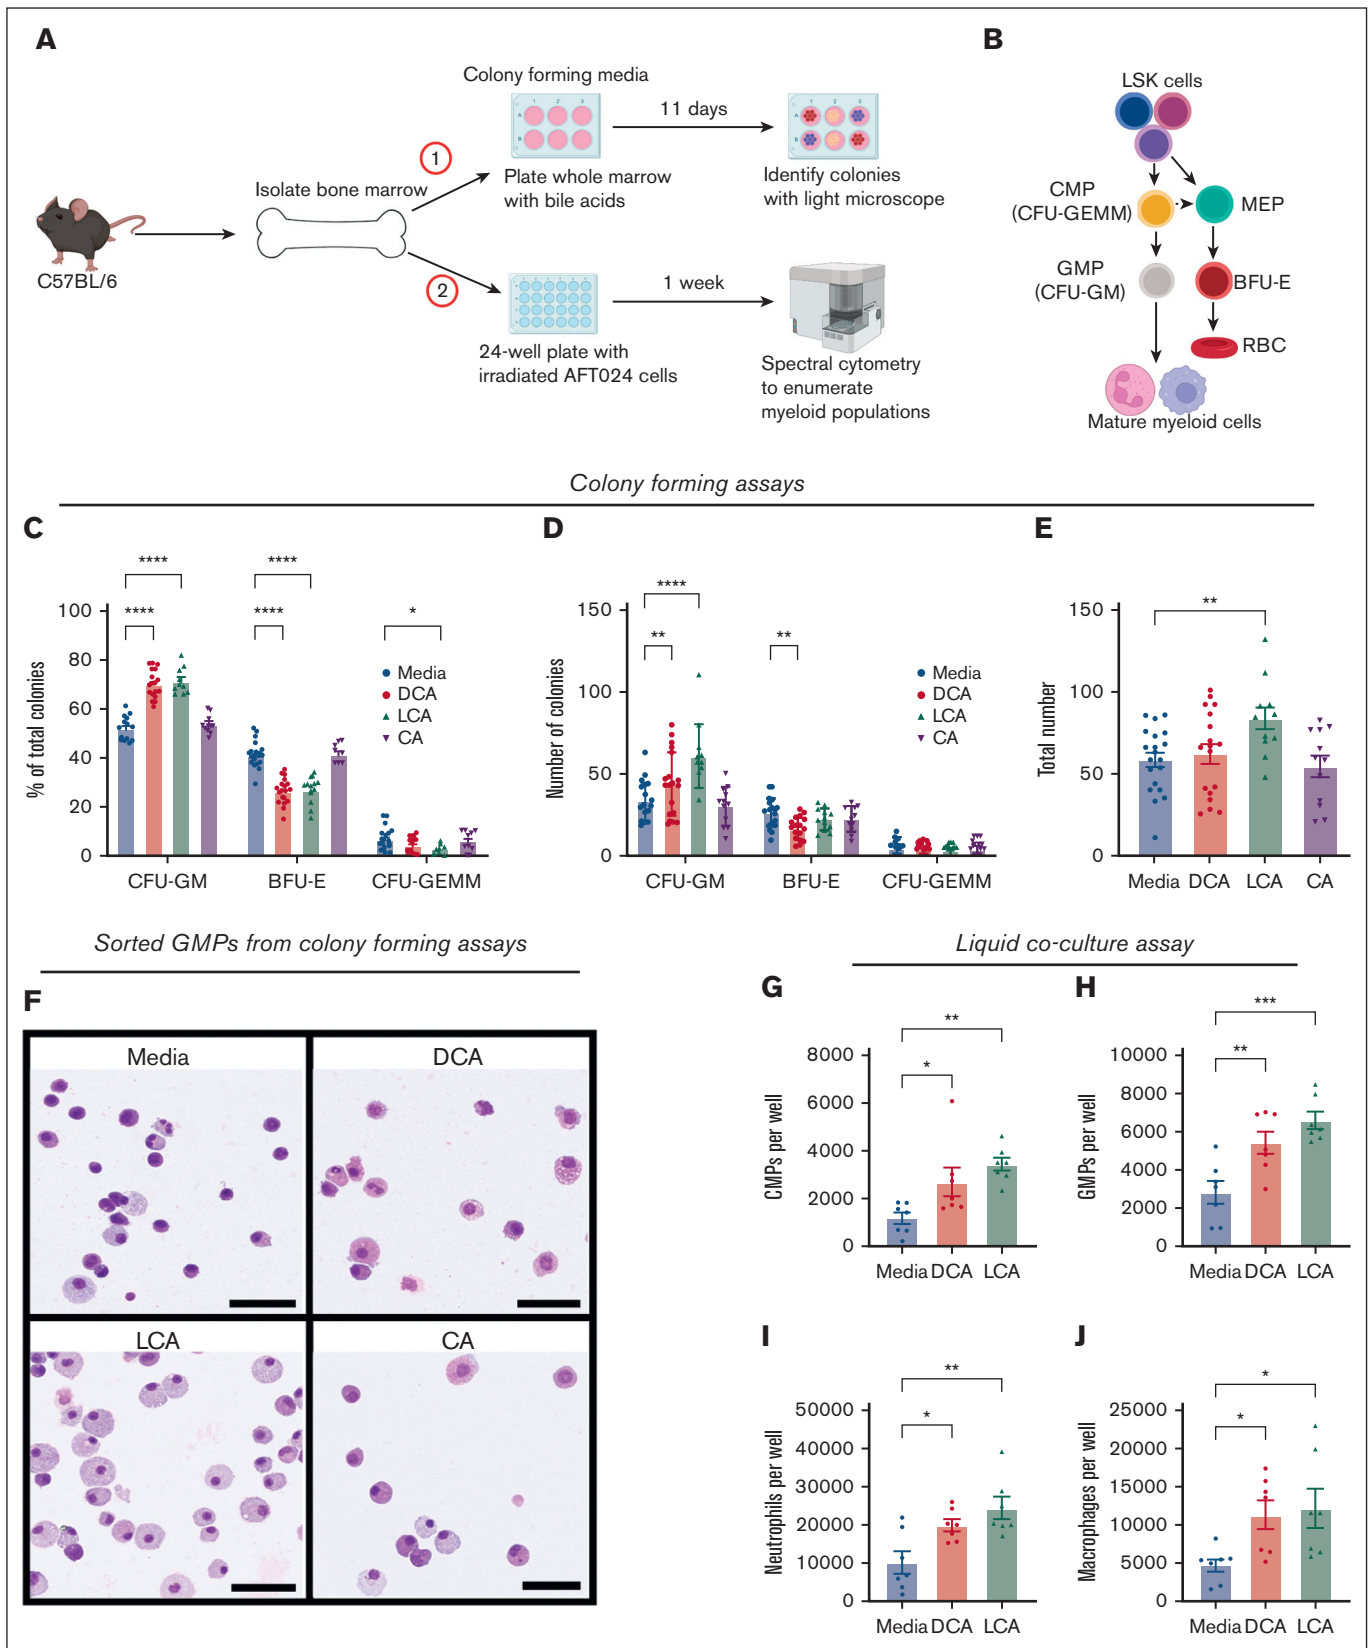 A
B
Colony forming media
11 days
1
Isolate bone marrow
Plate whole marrow
with bile acids
Identify colonies
with light microscope
C57BL/6
2
1 week
24-well plate with
irradiated AFT024 cells
Spectral cytometry
to enumerate
myeloid populations
LSK cells
CMP
(CFU-GEMM)
MEP
GMP
(CFU-GM)
BFU-E
RBC
Mature myeloid cells
Colony forming assays
C
% of total colonies
100
80
60
40
20
0
****
****
****
****
*
Media
DCA
LCA
CA
CFU-GM
BFU-E
CFU-GEMM
D
Number of colonies
150
100
50
0
****
**
**
Media
DCA
LCA
CA
CFU-GM
BFU-E
CFU-GEMM
E
Total number
150
100
50
0
**
Media DCA LCA CA
Sorted GMPs from colony forming assays
F
Media
DCA
LCA
CA
Liquid co-culture assay
G
CMPs per well
8000
6000
4000
2000
0
**
*
Media DCA LCA
H
GMPs per well
10000
8000
6000
4000
2000
0
***
**
Media DCA LCA
I
Neutrophils per well
50000
40000
30000
20000
10000
0
**
*
Media DCA LCA
J
Macrophages per well
25000
20000
15000
10000
5000
0
*
*
Media DCA LCA